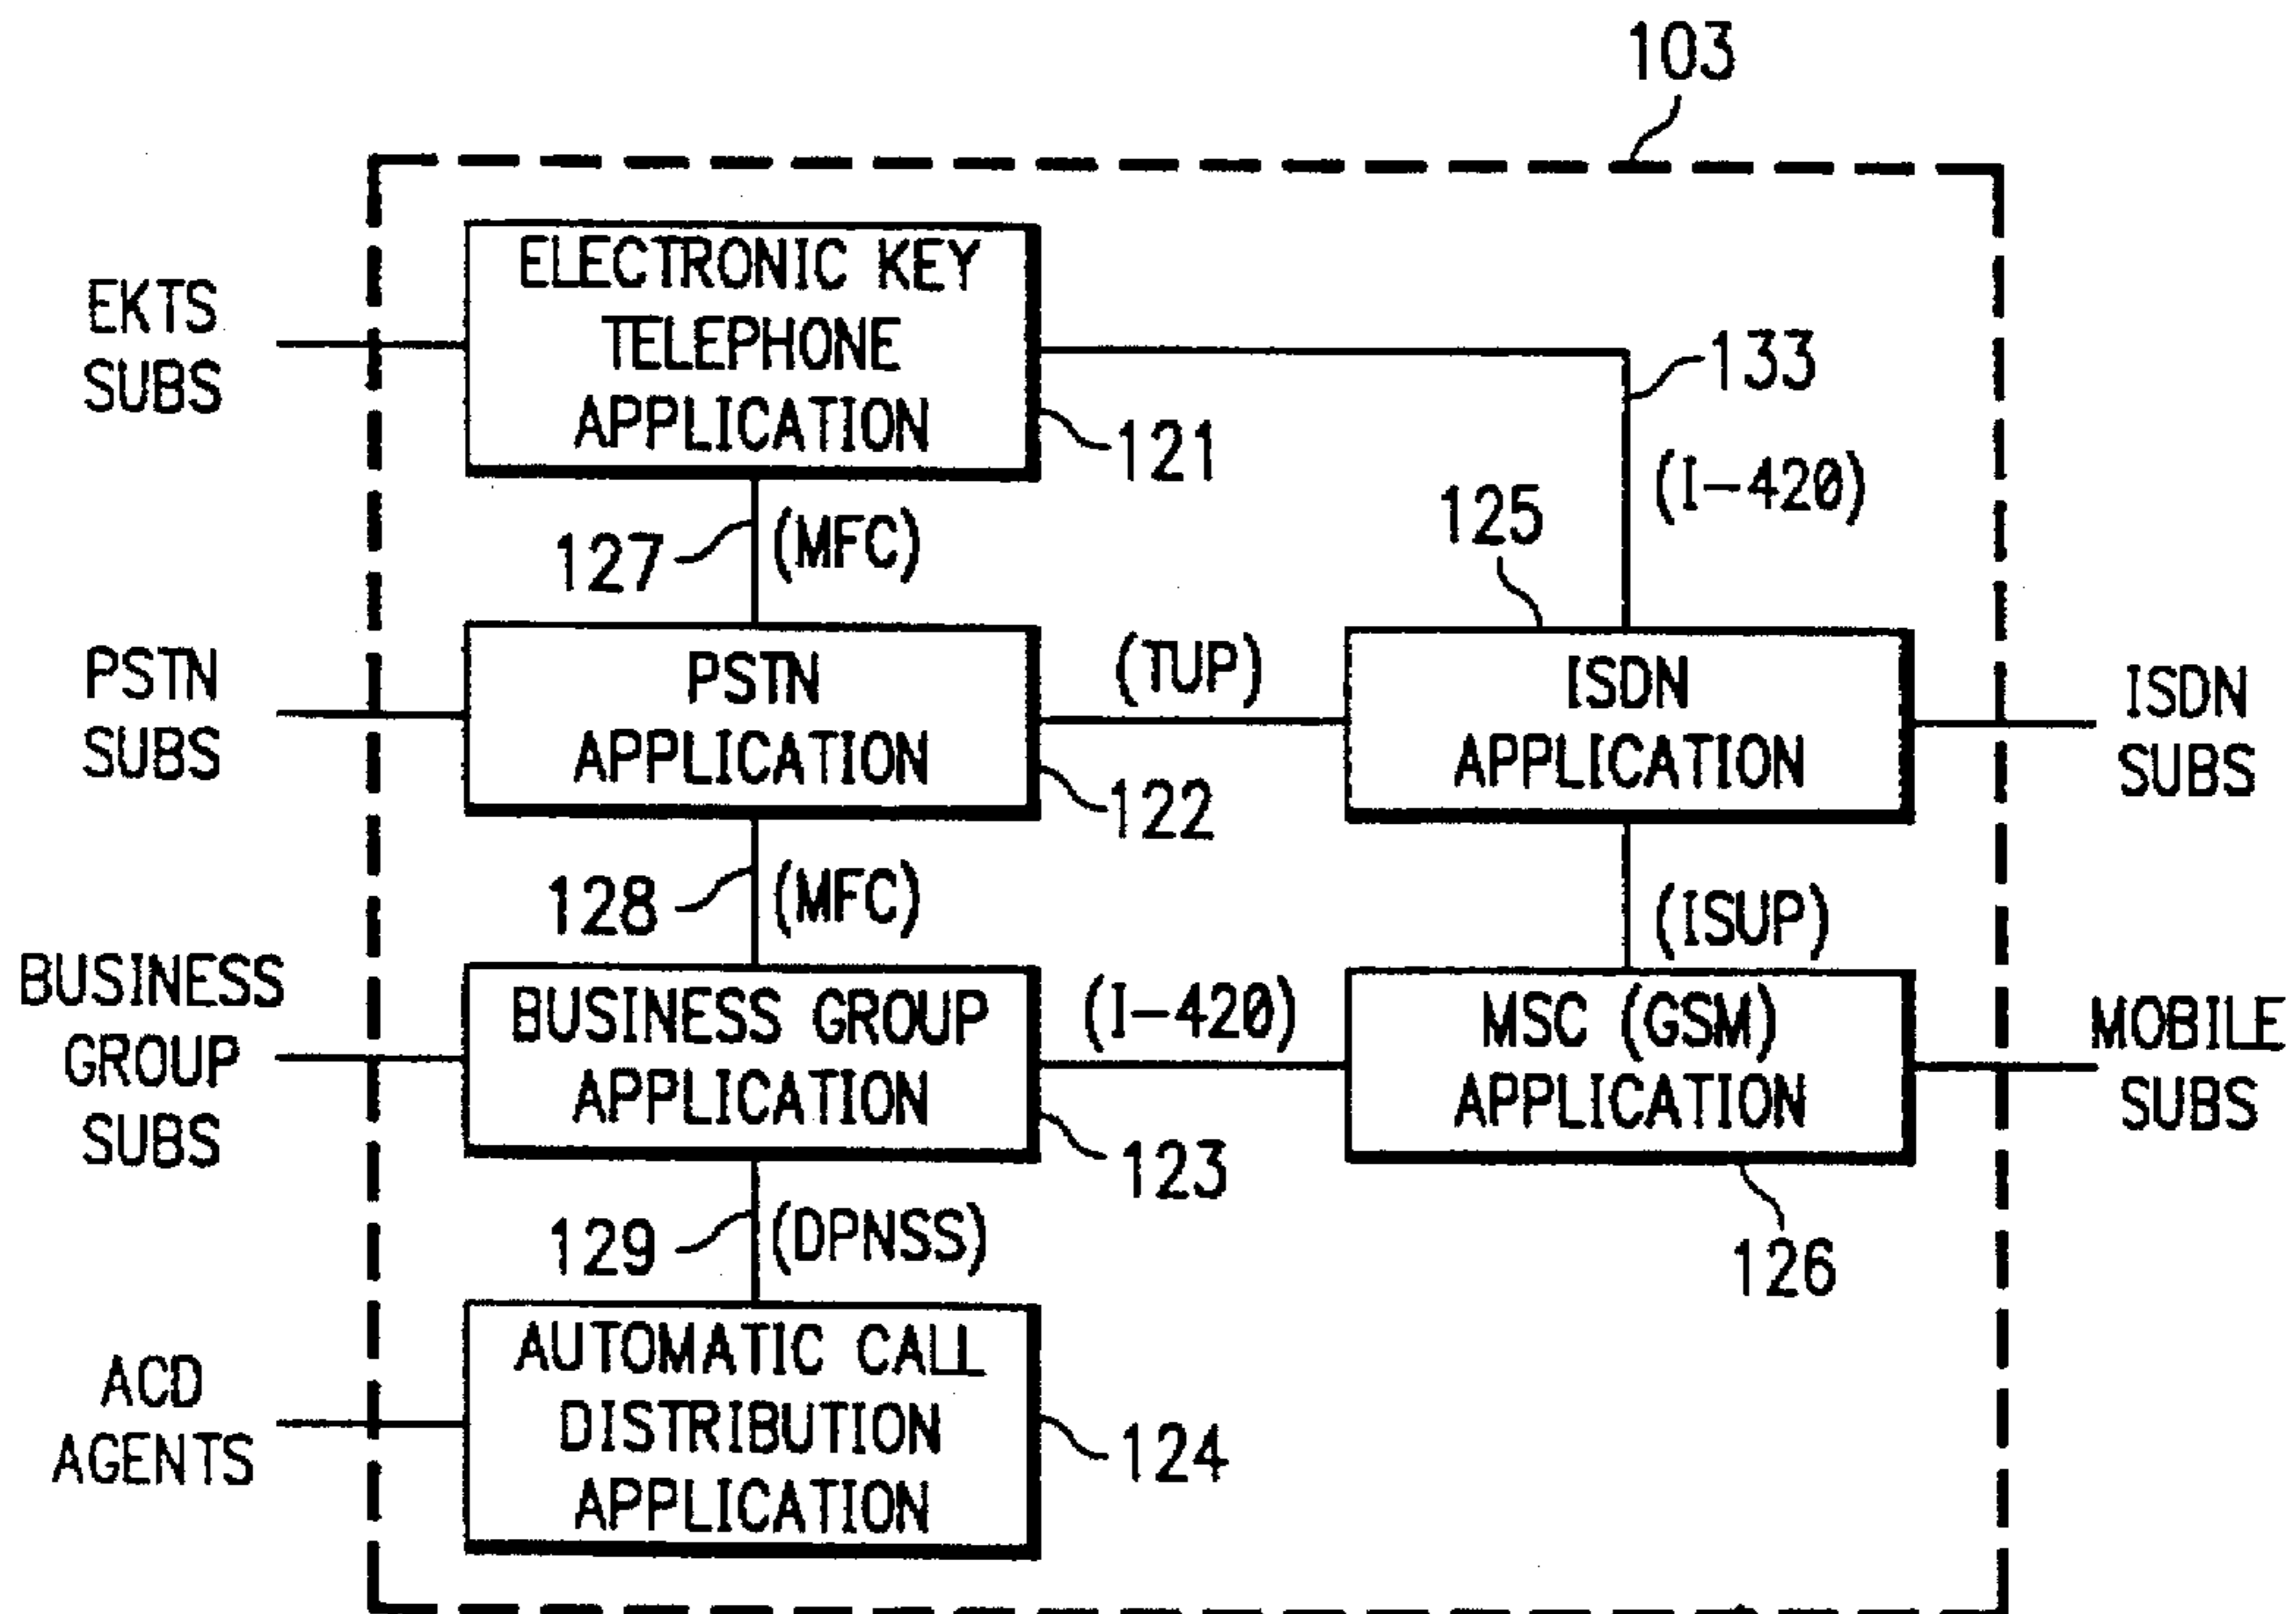 103
ELECTRONIC KEY
TELEPHONE
APPLICATION
EKTS
SUBS
133
121
(I-420)
125
127
(MFC)
PSTN
SUBS
PSTN
APPLICATION
(TUP)
ISDN
APPLICATION
ISDN
SUBS
122
128
(MFC)
(ISUP)
BUSINESS
GROUP
SUBS
BUSINESS GROUP
APPLICATION
(I-420)
MSC (GSM)
APPLICATION
MOBILE
SUBS
123
129
(DPNSS)
126
ACD
AGENTS
AUTOMATIC CALL
DISTRIBUTION
APPLICATION
124